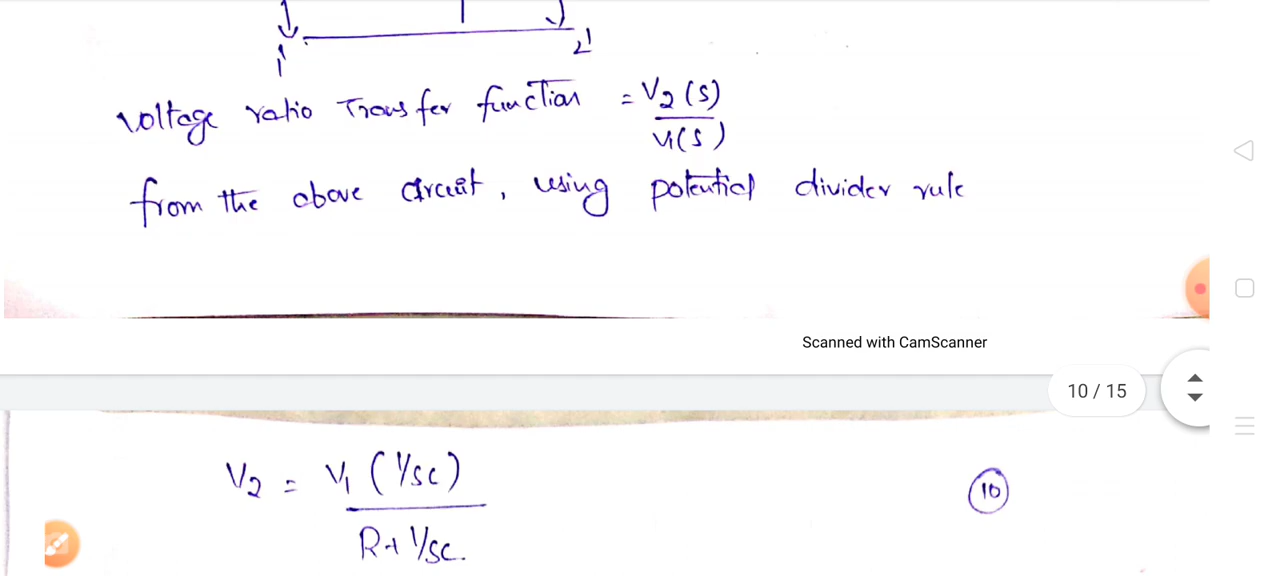 1'
2'
Voltage ratio Transfer function = V2(s)
V1(s)
from the above circuit, using potential divider rule
Scanned with CamScanner
10 / 15
V2 = V1 (1/sc)
R+1/sc.
10